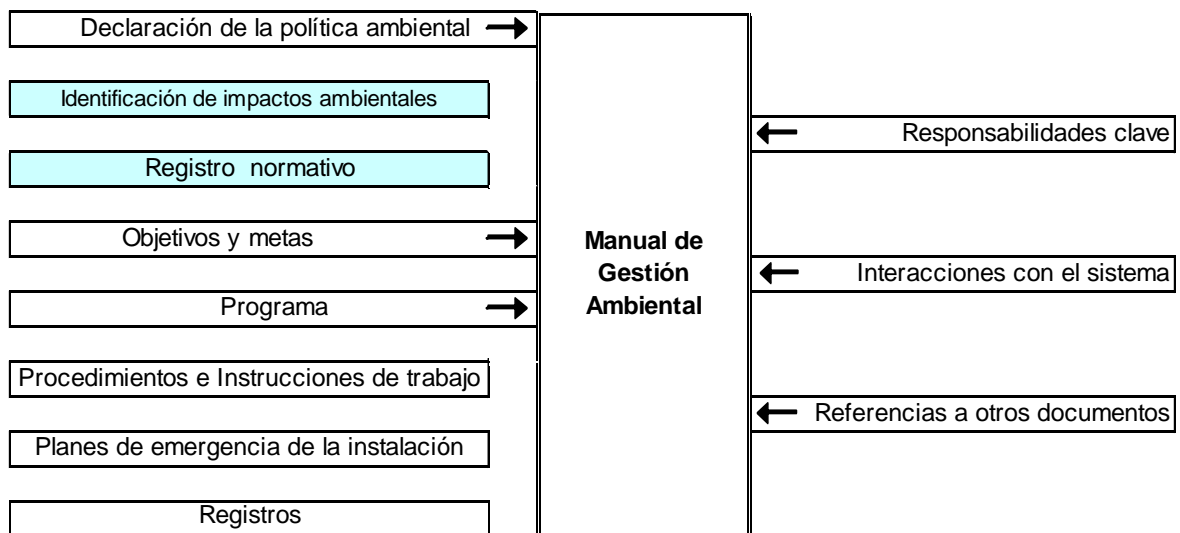 Declaración de la política ambiental
Identificación de impactos ambientales
Registro normativo
Objetivos y metas
Programa
Procedimientos e Instrucciones de trabajo
Planes de emergencia de la instalación
Registros
Manual de
Gestión
Ambiental
Responsabilidades clave
Interacciones con el sistema
Referencias a otros documentos